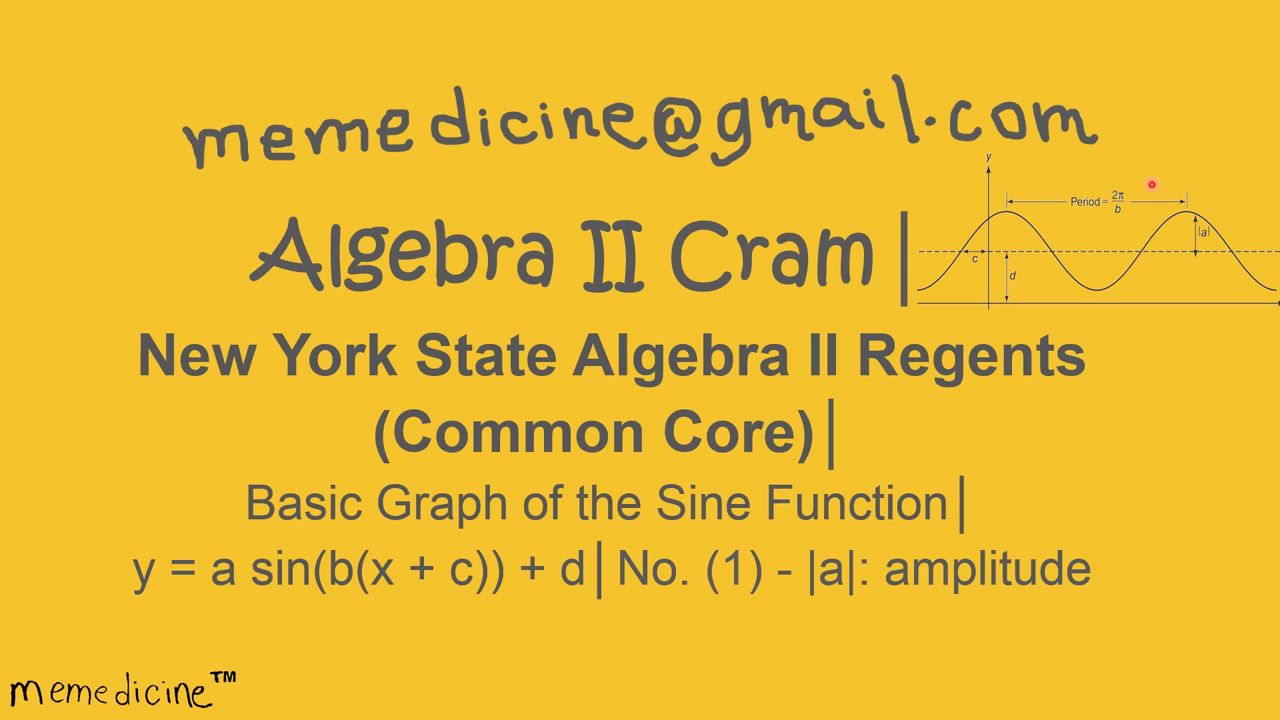 memedicine@gmail.com
y
Period = 2π/b
|a|
c
d
Algebra II Cram|
New York State Algebra II Regents
(Common Core)|
Basic Graph of the Sine Function|
y = a sin(b(x + c)) + d| No. (1) - |a|: amplitude
memedicine™